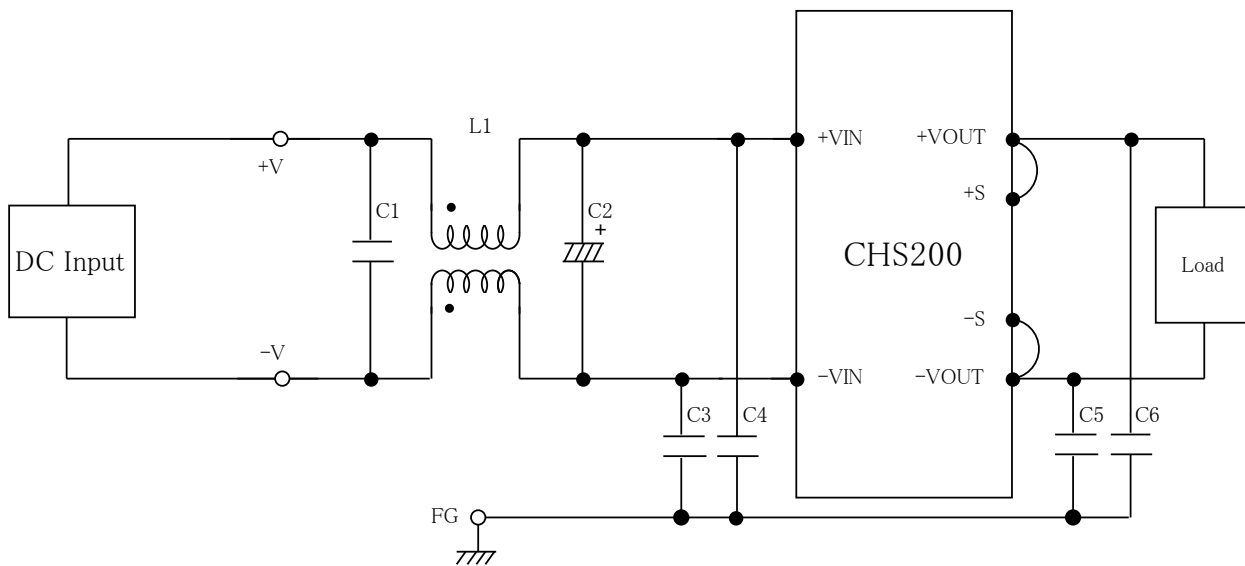 L1
+VIN
+VOUT
+V
+S
C1
C2
+
DC Input
CHS200
Load
-S
-V
-VIN
-VOUT
C3
C4
C5
C6
FG